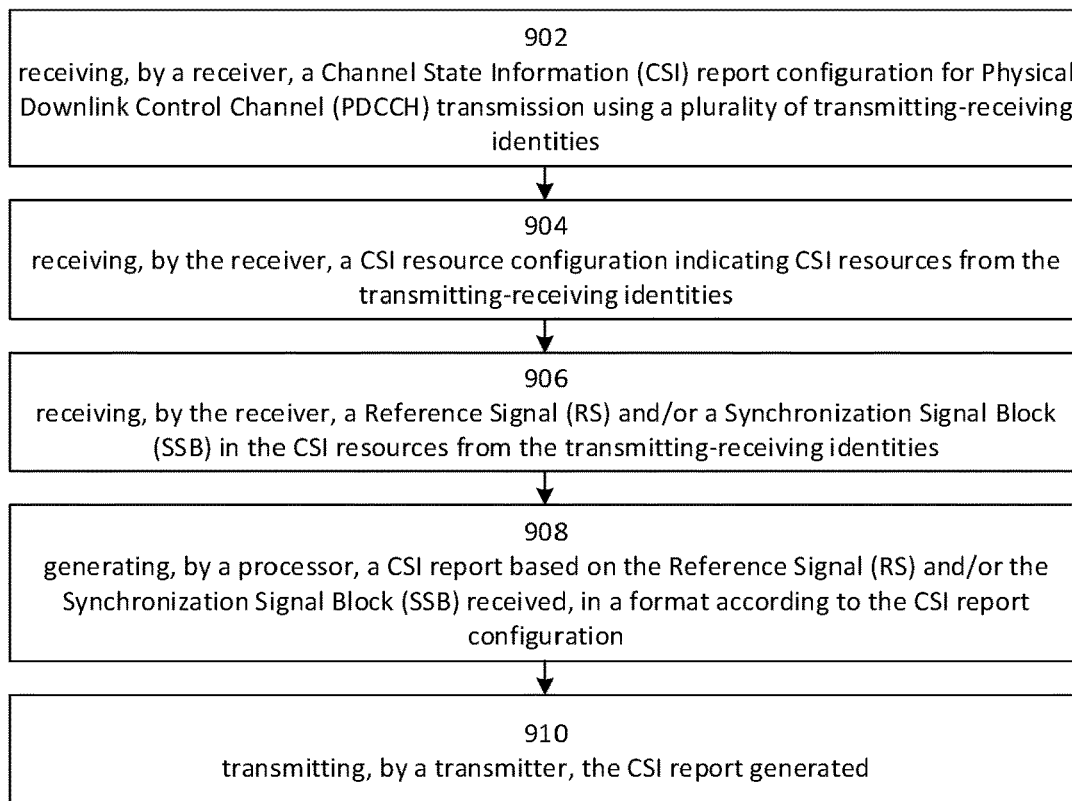 902
receiving, by a receiver, a Channel State Information (CSI) report configuration for Physical
Downlink Control Channel (PDCCH) transmission using a plurality of transmitting-receiving
identities
904
receiving, by the receiver, a CSI resource configuration indicating CSI resources from the
transmitting-receiving identities
906
receiving, by the receiver, a Reference Signal (RS) and/or a Synchronization Signal Block
(SSB) in the CSI resources from the transmitting-receiving identities
908
generating, by a processor, a CSI report based on the Reference Signal (RS) and/or the
Synchronization Signal Block (SSB) received, in a format according to the CSI report
configuration
910
transmitting, by a transmitter, the CSI report generated